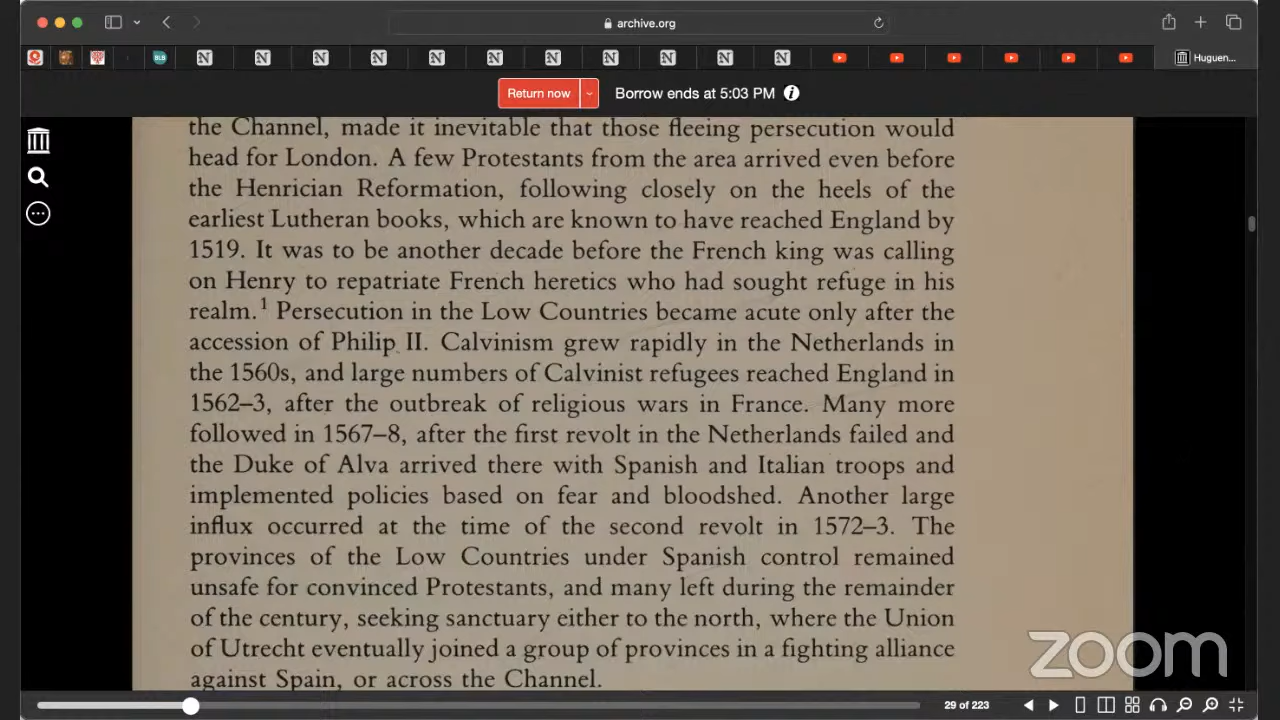 archive.org
BLS
N
N
N
N
N
N
N
N
N
N
N
Huguen...
Return now
Borrow ends at 5:03 PM
the Channel, made it inevitable that those fleeing persecution would
head for London. A few Protestants from the area arrived even before
the Henrician Reformation, following closely on the heels of the
earliest Lutheran books, which are known to have reached England by
1519. It was to be another decade before the French king was calling
on Henry to repatriate French heretics who had sought refuge in his
realm.¹ Persecution in the Low Countries became acute only after the
accession of Philip II. Calvinism grew rapidly in the Netherlands in
the 1560s, and large numbers of Calvinist refugees reached England in
1562–3, after the outbreak of religious wars in France. Many more
followed in 1567–8, after the first revolt in the Netherlands failed and
the Duke of Alva arrived there with Spanish and Italian troops and
implemented policies based on fear and bloodshed. Another large
influx occurred at the time of the second revolt in 1572–3. The
provinces of the Low Countries under Spanish control remained
unsafe for convinced Protestants, and many left during the remainder
of the century, seeking sanctuary either to the north, where the Union
of Utrecht eventually joined a group of provinces in a fighting alliance
against Spain, or across the Channel.
zoom
29 of 223